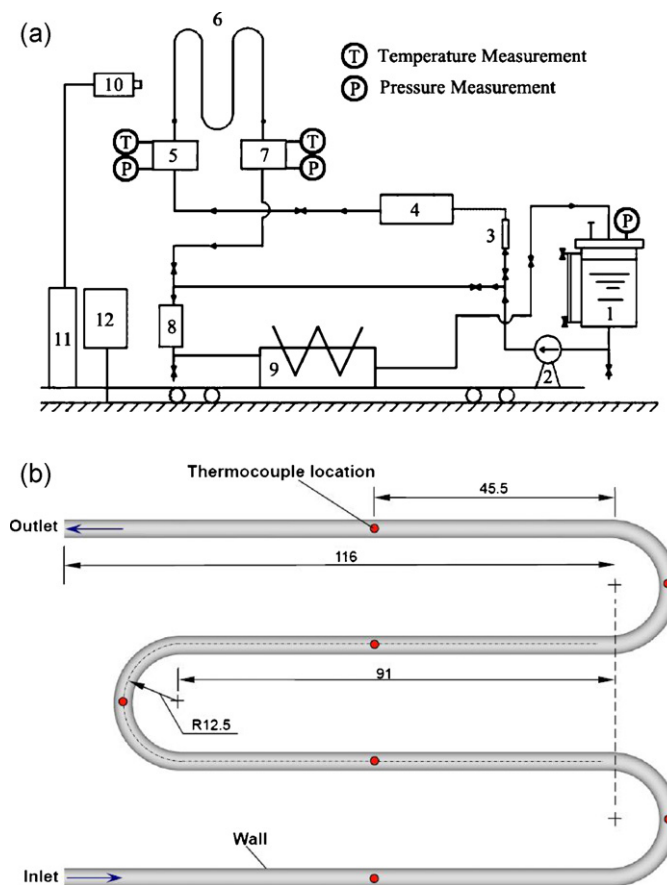 (a)
6
T Temperature Measurement
P Pressure Measurement
10
T
P
5
7
T
P
4
3
P
1
11
12
8
9
2
(b)
Thermocouple location
45.5
Outlet
116
91
R12.5
Wall
Inlet